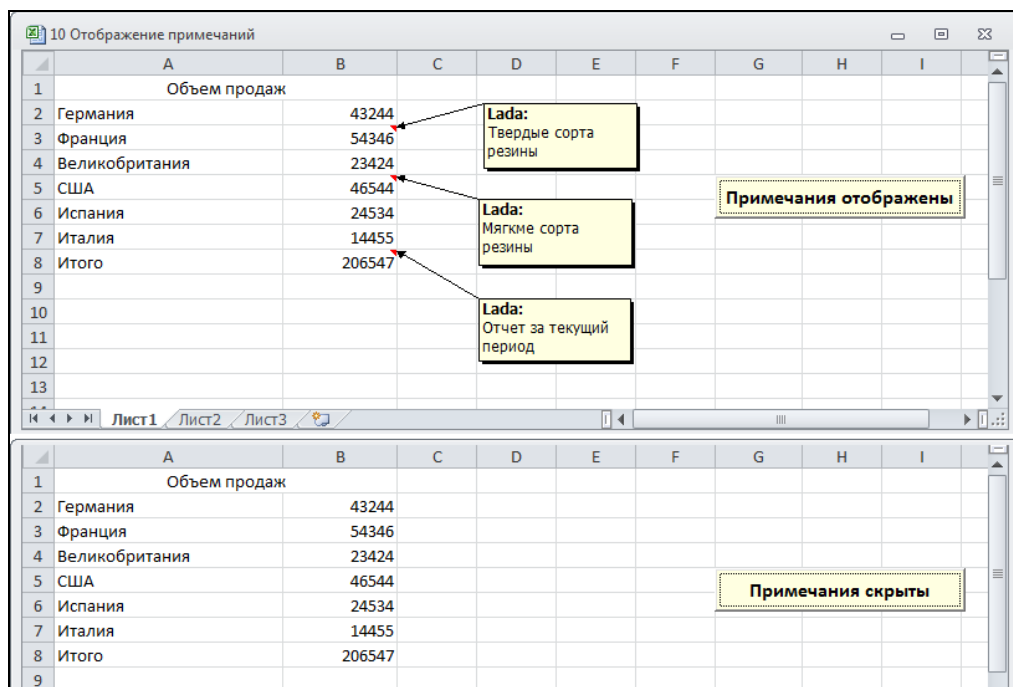 10 Отображение примечаний
A B C D E F G H I
1 Объем продаж
2 Германия 43244
3 Франция 54346
4 Великобритания 23424
5 США 46544
6 Испания 24534
7 Италия 14455
8 Итого 206547
9
10
11
12
13
Lada:
Твердые сорта
резины
Lada:
Мягкме сорта
резины
Lada:
Отчет за текущий
период
Примечания отображены
Лист1 Лист2 Лист3
A B C D E F G H I
1 Объем продаж
2 Германия 43244
3 Франция 54346
4 Великобритания 23424
5 США 46544
6 Испания 24534
7 Италия 14455
8 Итого 206547
9
Примечания скрыты